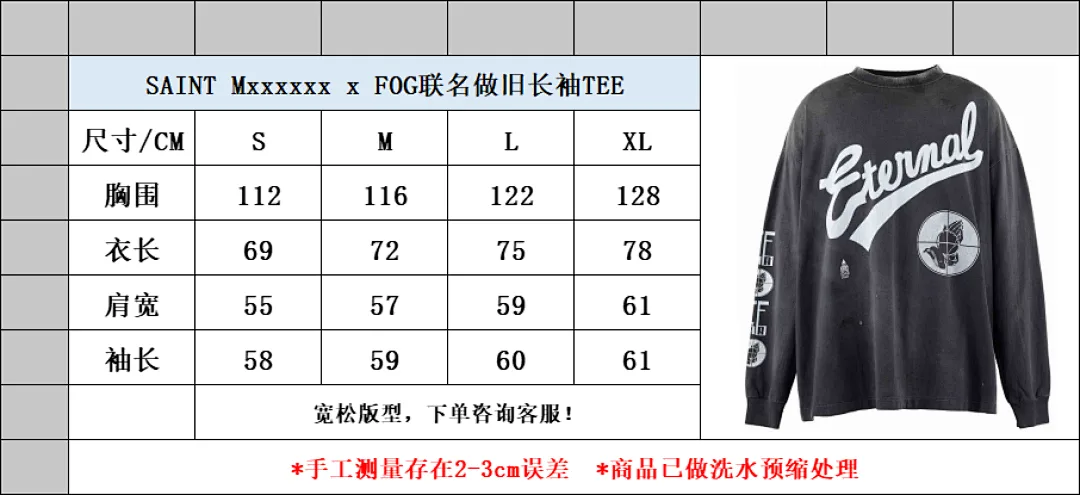 SAINT Mxxxxxx x FOG联名做旧长袖TEE
尺寸/CM S M L XL
胸围 112 116 122 128
衣长 69 72 75 78
肩宽 55 57 59 61
袖长 58 59 60 61
宽松版型，下单咨询客服！
*手工测量存在2-3cm误差 *商品已做洗水预缩处理
Eternal